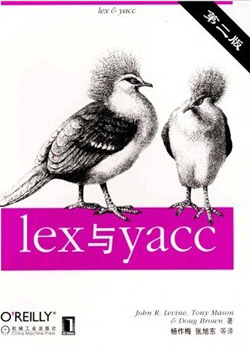 lex & yacc
第二版
lex与yacc
John R. Levine, Tony Mason
& Doug Brown 著
杨作梅 张旭东 等译
O'REILLY®
机械工业出版社
China Machine Press